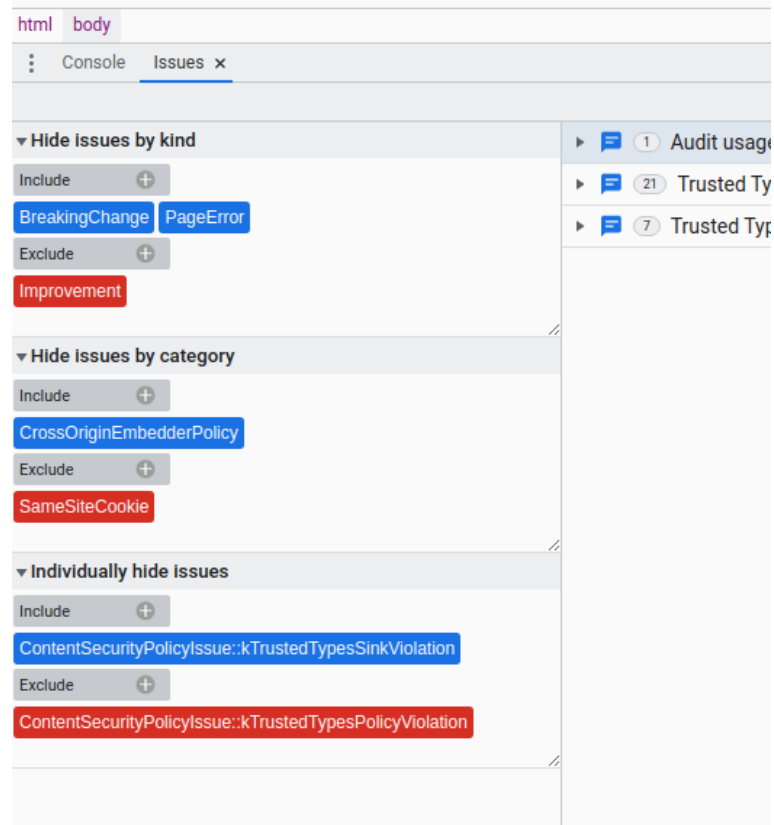 html body
Console Issues ×
Hide issues by kind
Include
BreakingChange PageError
Exclude
Improvement
Hide issues by category
Include
CrossOriginEmbedderPolicy
Exclude
SameSiteCookie
Individually hide issues
Include
ContentSecurityPolicyIssue::kTrustedTypesSinkViolation
Exclude
ContentSecurityPolicyIssue::kTrustedTypesPolicyViolation
1 Audit usage
21 Trusted Ty
7 Trusted Typ